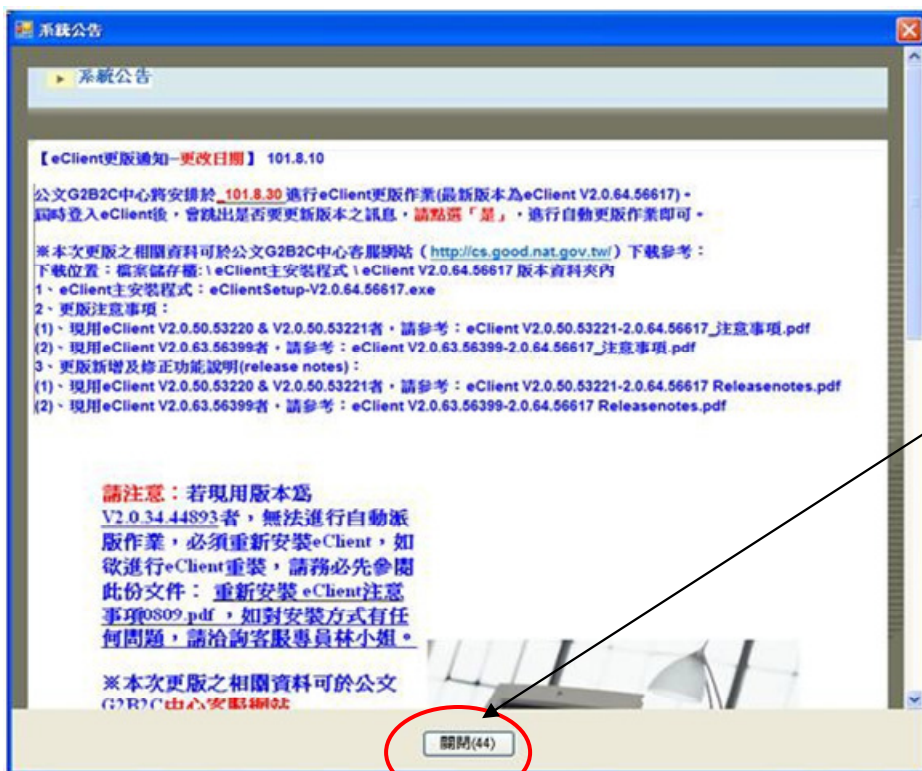 系統公告
系統公告
【eClient更版通知–更改日期】 101.8.10
公文G2B2C中心將安排於 101.8.30 進行eClient更版作業(最新版本為eClient V2.0.64.56617)。
屆時登入eClient後，會跳出是否要更新版本之訊息，請點選「是」，進行自動更版作業即可。
※本次更版之相關資料可於公文G2B2C中心客服網站（http://cs.good.nat.gov.tw/）下載參考：
下載位置：檔案儲存櫃:\eClient主安裝程式\eClient V2.0.64.56617 版本資料夾內
1、eClient主安裝程式：eClientSetup-V2.0.64.56617.exe
2、更版注意事項：
(1)、現用eClient V2.0.50.53220 & V2.0.50.53221者，請參考：eClient V2.0.50.53221-2.0.64.56617_注意事項.pdf
(2)、現用eClient V2.0.63.56399者，請參考：eClient V2.0.63.56399-2.0.64.56617_注意事項.pdf
3、更版新增及修正功能說明(release notes)：
(1)、現用eClient V2.0.50.53220 & V2.0.50.53221者，請參考：eClient V2.0.50.53221-2.0.64.56617 Releasenotes.pdf
(2)、現用eClient V2.0.63.56399者，請參考：eClient V2.0.63.56399-2.0.64.56617 Releasenotes.pdf
請注意：若現用版本為
V2.0.34.44893者，無法進行自動派
版作業，必須重新安裝eClient，如
欲進行eClient重裝，請務必先參閱
此份文件： 重新安裝 eClient注意
事項0809.pdf ，如對安裝方式有任
何問題，請洽詢客服專員林小姐。
※本次更版之相關資料可於公文
G2B2C中心客服網站
關閉(44)